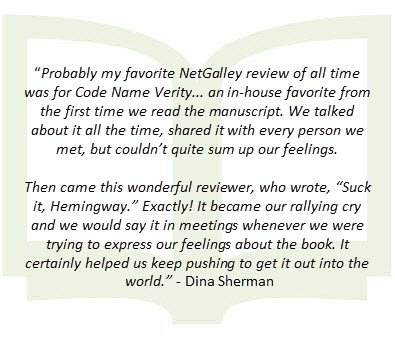 “Probably my favorite NetGalley review of all time
was for Code Name Verity... an in-house favorite from
the first time we read the manuscript. We talked
about it all the time, shared it with every person we
met, but couldn’t quite sum up our feelings.
Then came this wonderful reviewer, who wrote, “Suck
it, Hemingway.” Exactly! It became our rallying cry
and we would say it in meetings whenever we were
trying to express our feelings about the book. It
certainly helped us keep pushing to get it out into the
world.” - Dina Sherman